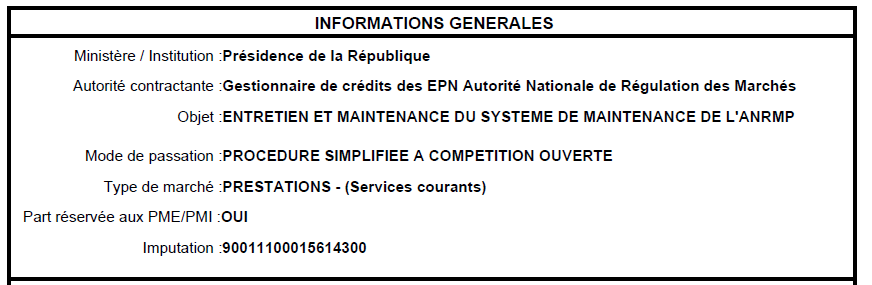 INFORMATIONS GENERALES
Ministère / Institution :Présidence de la République
Autorité contractante :Gestionnaire de crédits des EPN Autorité Nationale de Régulation des Marchés
Objet :ENTRETIEN ET MAINTENANCE DU SYSTEME DE MAINTENANCE DE L'ANRMP
Mode de passation :PROCEDURE SIMPLIFIEE A COMPETITION OUVERTE
Type de marché :PRESTATIONS - (Services courants)
Part réservée aux PME/PMI :OUI
Imputation :90011100015614300